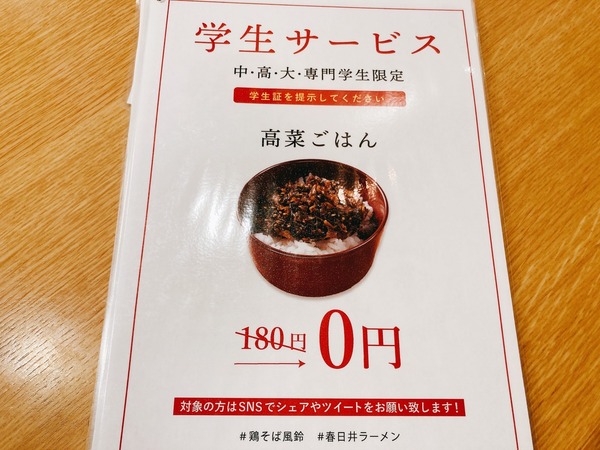 学生サービス
中・高・大・専門学生限定
学生証を提示してください
高菜ごはん
180円 0円
対象の方はSNSでシェアやツイートをお願い致します!
#鶏そば風鈴 #春日井ラーメン